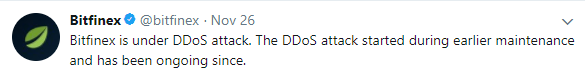 Bitfinex @bitfinex · Nov 26
Bitfinex is under DDoS attack. The DDoS attack started during earlier maintenance
and has been ongoing since.